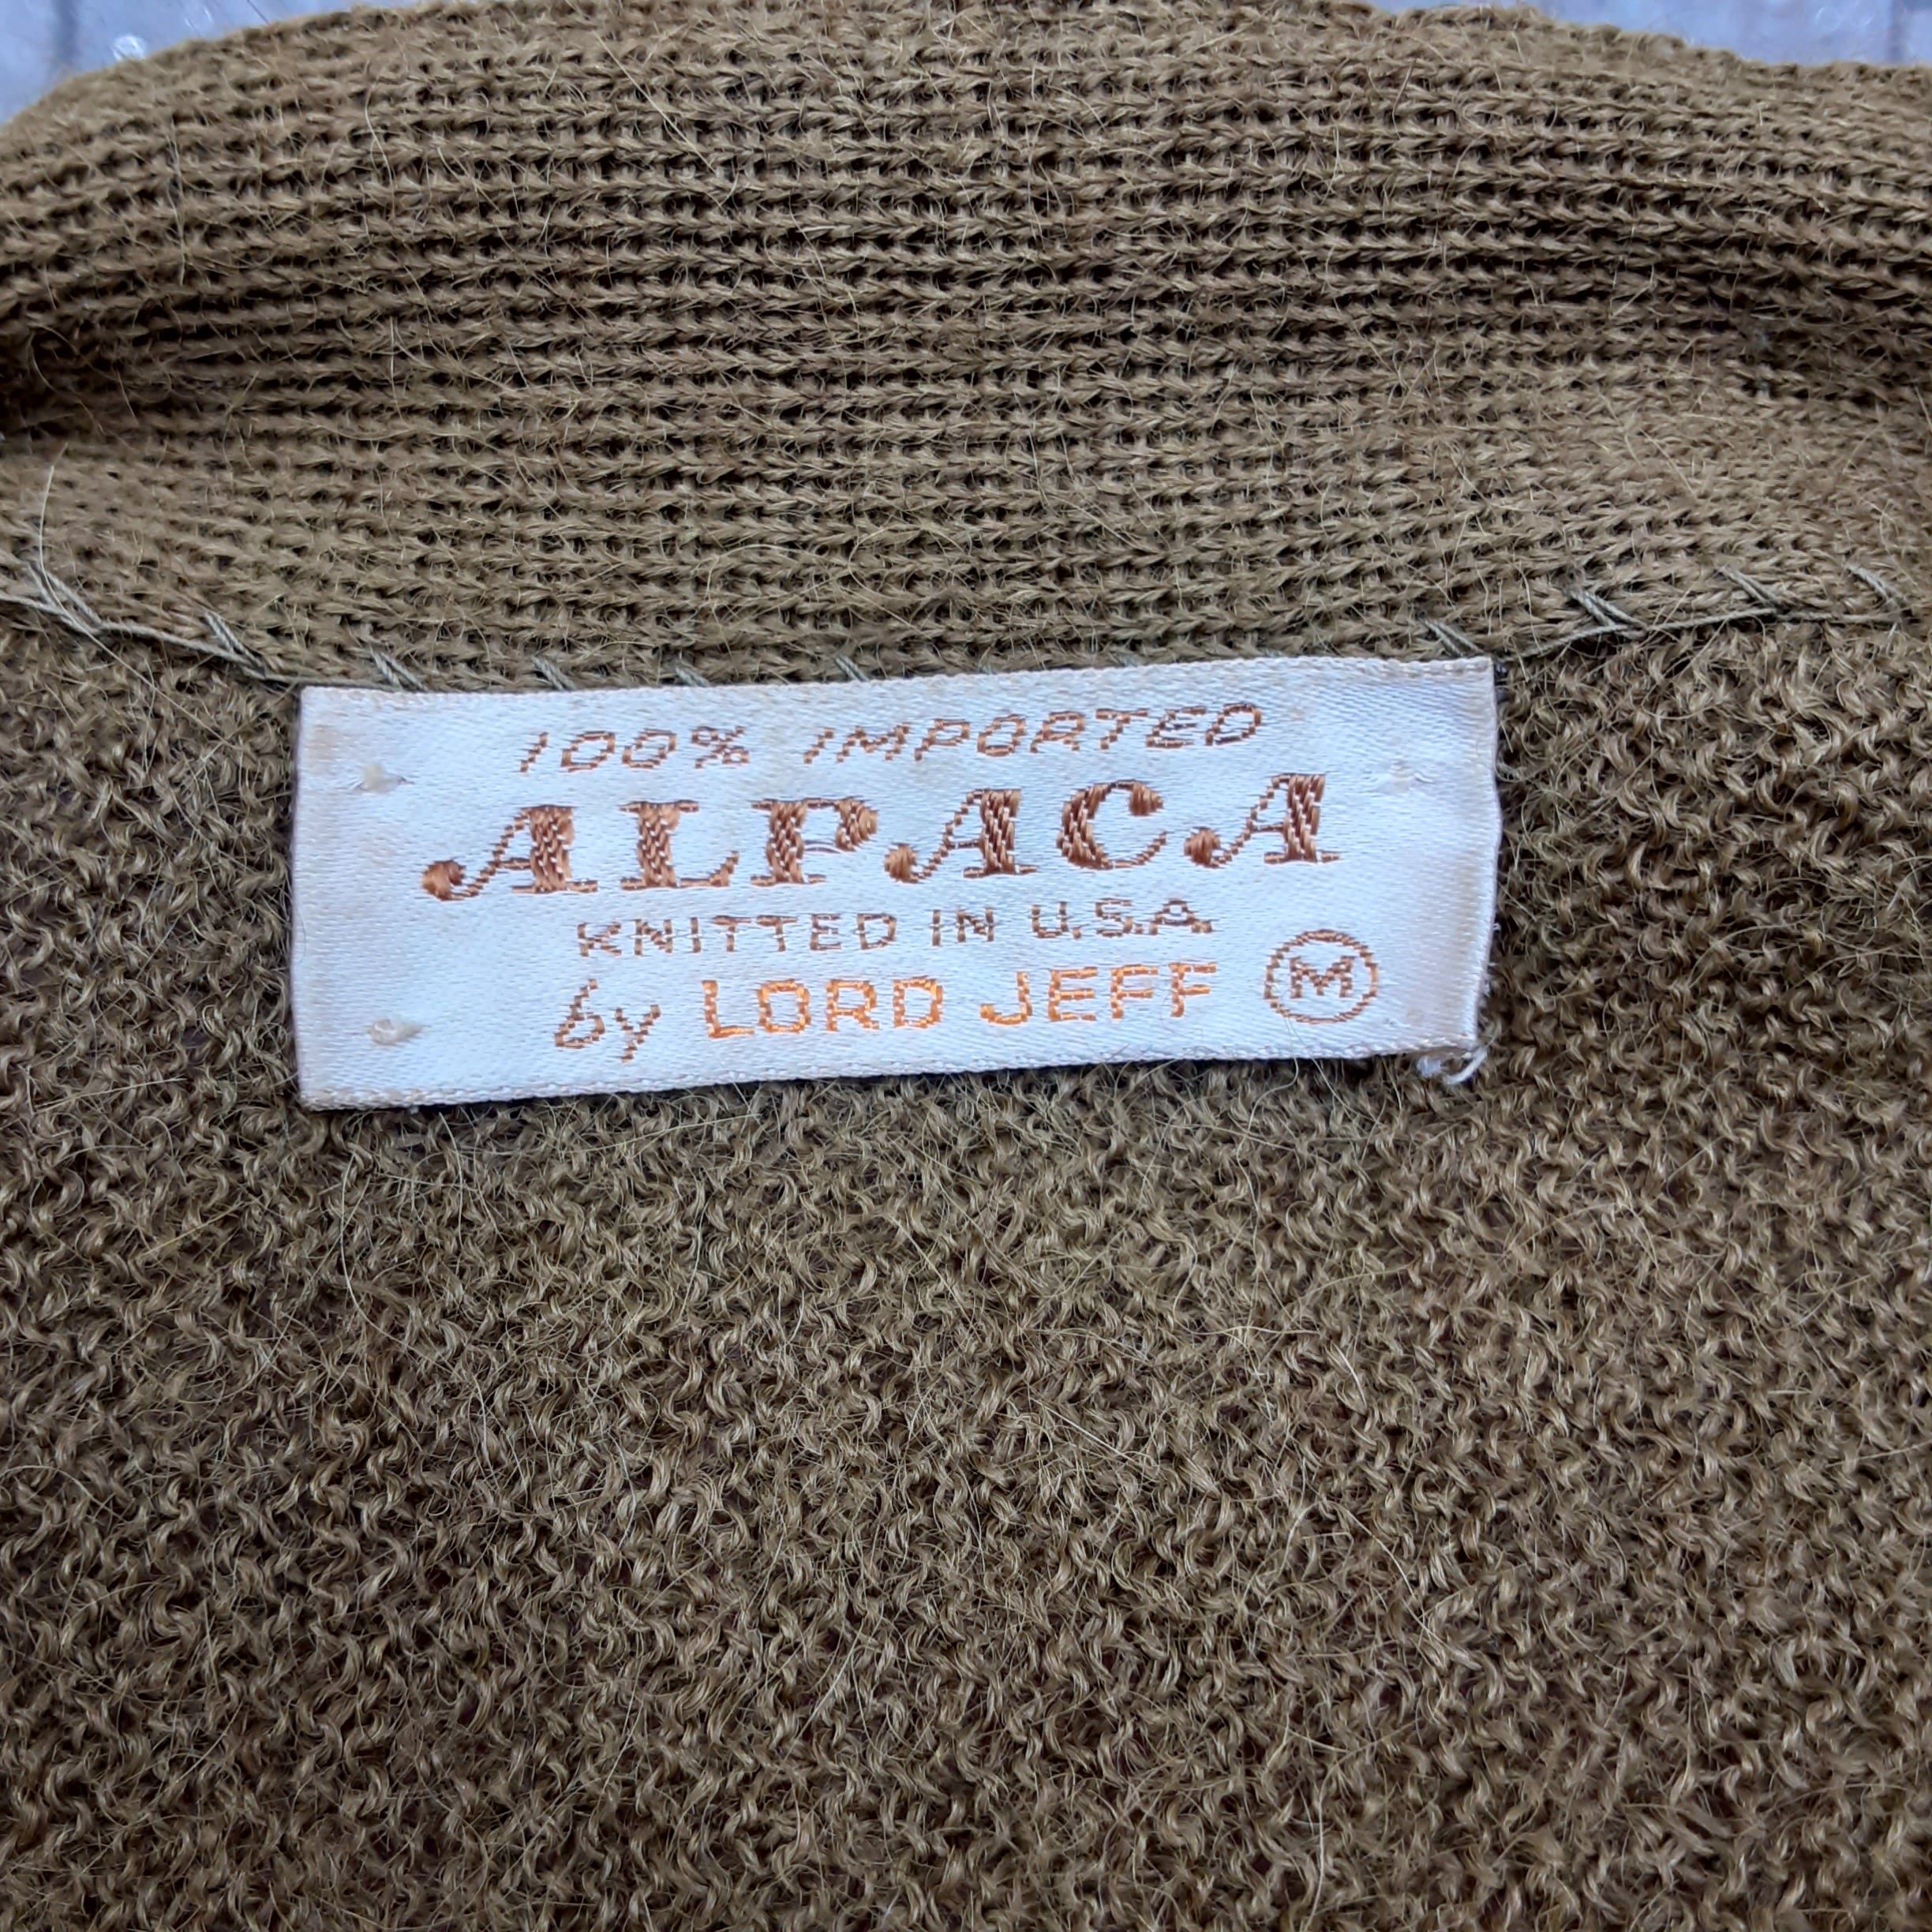 100% IMPORTED
ALPACA
KNITTED IN U.S.A.
by LORD JEFF M